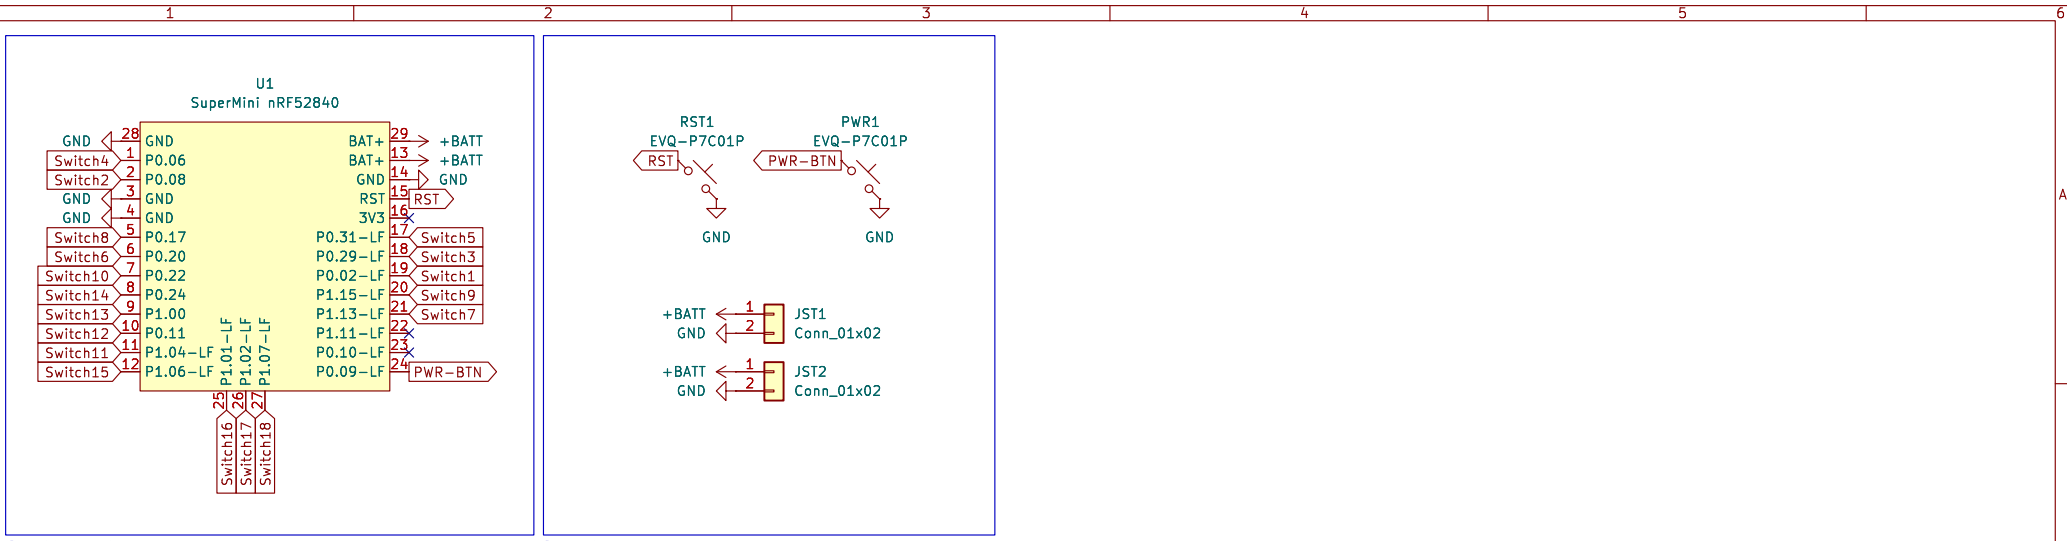 1 2 3 4 5 6
A
U1
SuperMini nRF52840
GND 28 GND BAT+ 29 +BATT
Switch4 1 P0.06 BAT+ 13 +BATT
Switch2 2 P0.08 GND 14 GND
GND 3 GND RST 15 RST
GND 4 GND 3V3 16
Switch8 5 P0.17 P0.31-LF 17 Switch5
Switch6 6 P0.20 P0.29-LF 18 Switch3
Switch10 7 P0.22 P0.02-LF 19 Switch1
Switch14 8 P0.24 P1.15-LF 20 Switch9
Switch13 9 P1.00 P1.13-LF 21 Switch7
Switch12 10 P0.11 P1.11-LF 22
Switch11 11 P1.04-LF P0.10-LF 23
Switch15 12 P1.06-LF P0.09-LF 24 PWR-BTN
P1.01-LF 25 Switch16
P1.02-LF 26 Switch17
P1.07-LF 27 Switch18
RST1
EVQ-P7C01P
RST
GND
PWR1
EVQ-P7C01P
PWR-BTN
GND
+BATT 1 JST1
GND 2 Conn_01x02
+BATT 1 JST2
GND 2 Conn_01x02